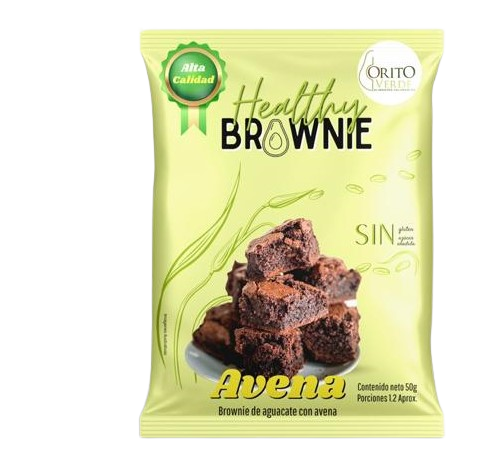 Alta
Calidad
ORITO
VERDE
Healthy
BROWNIE
SIN
gluten
azúcar
añadida
Avena
Contenido neto 50g
Porciones 1.2 Aprox.
Brownie de aguacate con avena